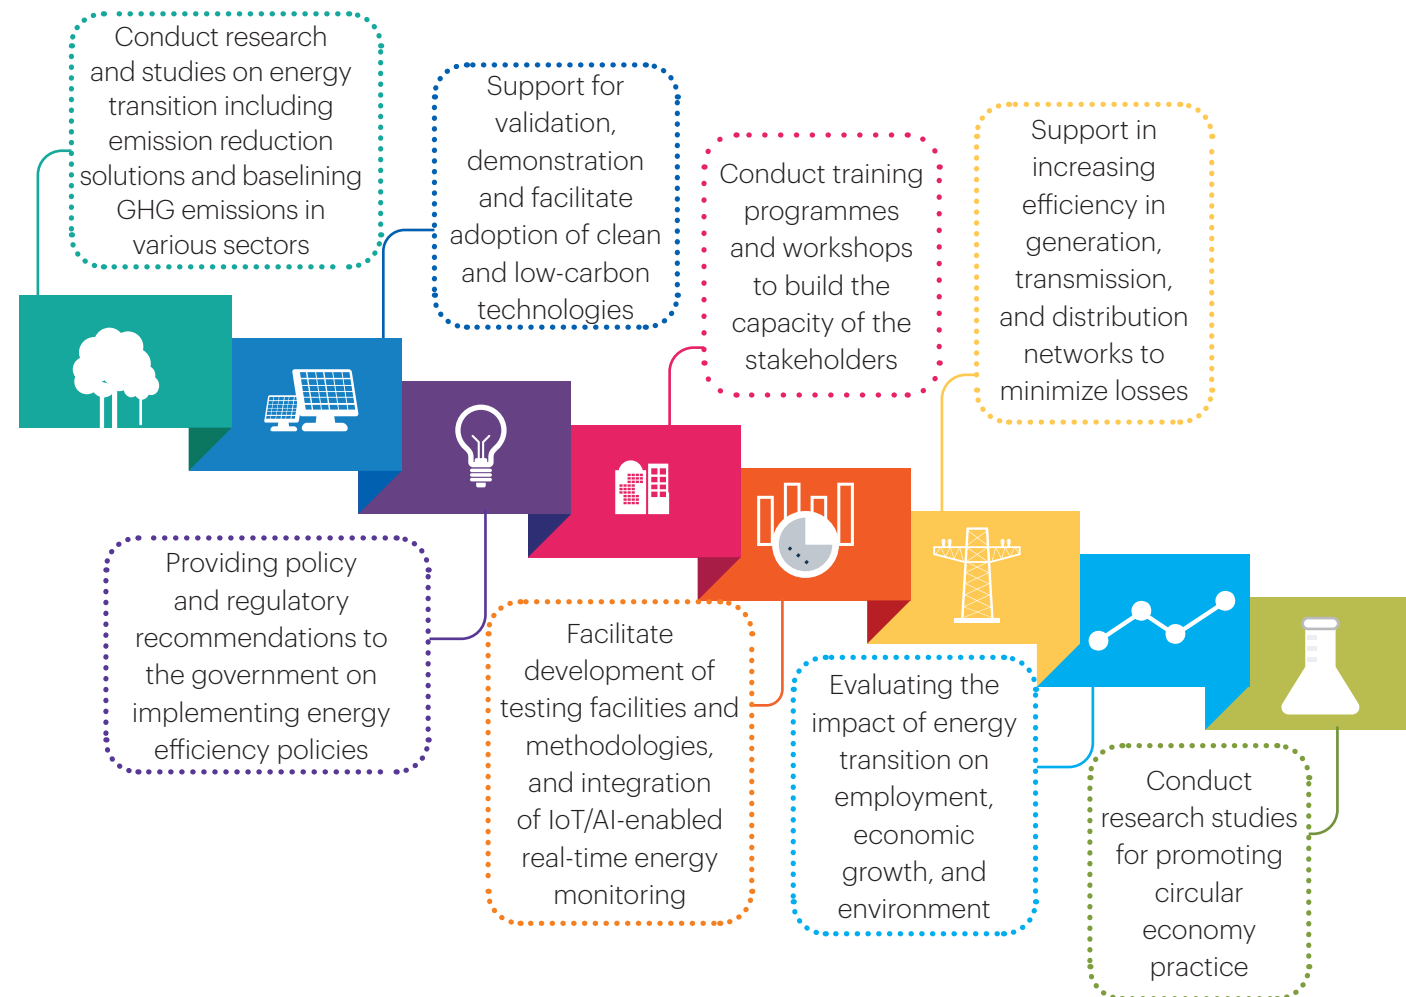 Conduct research
and studies on energy
transition including
emission reduction
solutions and baselining
GHG emissions in
various sectors
Support for
validation,
demonstration
and facilitate
adoption of clean
and low-carbon
technologies
Conduct training
programmes
and workshops
to build the
capacity of the
stakeholders
Support in
increasing
efficiency in
generation,
transmission,
and distribution
networks to
minimize losses
Providing policy
and regulatory
recommendations to
the government on
implementing energy
efficiency policies
Facilitate
development of
testing facilities and
methodologies,
and integration
of IoT/AI-enabled
real-time energy
monitoring
Evaluating the
impact of energy
transition on
employment,
economic
growth, and
environment
Conduct
research studies
for promoting
circular
economy
practice